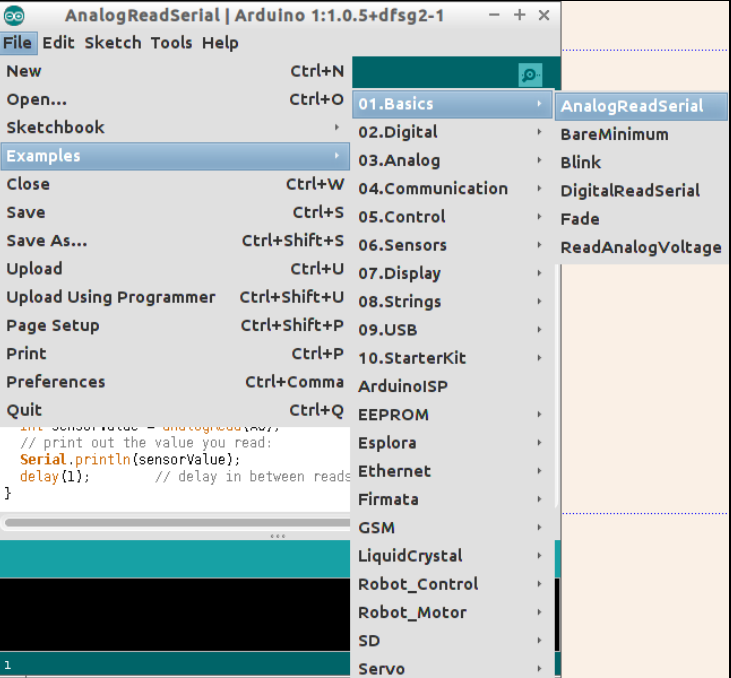 AnalogReadSerial | Arduino 1:1.0.5+dfsg2-1
File Edit Sketch Tools Help
New Ctrl+N
Open... Ctrl+O
Sketchbook
Examples
Close Ctrl+W
Save Ctrl+S
Save As... Ctrl+Shift+S
Upload Ctrl+U
Upload Using Programmer Ctrl+Shift+U
Page Setup Ctrl+Shift+P
Print Ctrl+P
Preferences Ctrl+Comma
Quit Ctrl+Q
01.Basics
02.Digital
03.Analog
04.Communication
05.Control
06.Sensors
07.Display
08.Strings
09.USB
10.StarterKit
ArduinoISP
EEPROM
Esplora
Ethernet
Firmata
GSM
LiquidCrystal
Robot_Control
Robot_Motor
SD
Servo
AnalogReadSerial
BareMinimum
Blink
DigitalReadSerial
Fade
ReadAnalogVoltage
int sensorValue = analogRead(A0);
// print out the value you read:
Serial.println(sensorValue);
delay(1); // delay in between reads
}
1